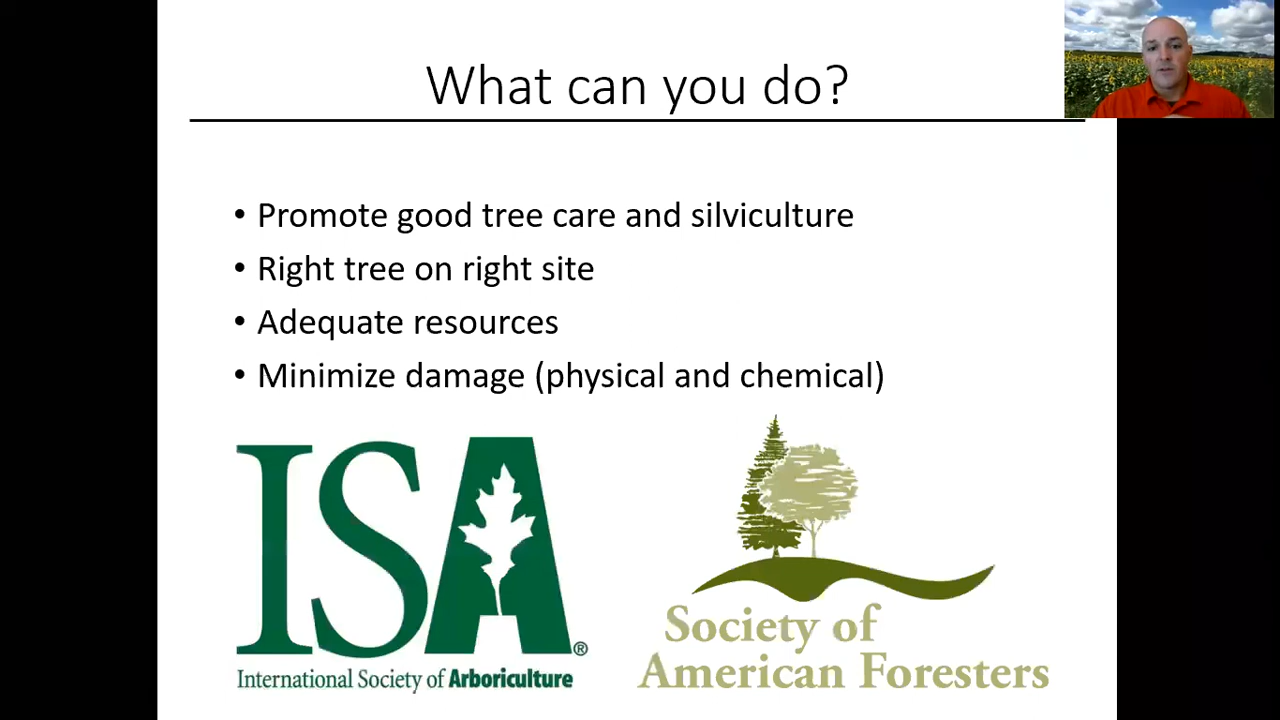 What can you do?
• Promote good tree care and silviculture
• Right tree on right site
• Adequate resources
• Minimize damage (physical and chemical)
ISA®
International Society of Arboriculture
Society of
American Foresters